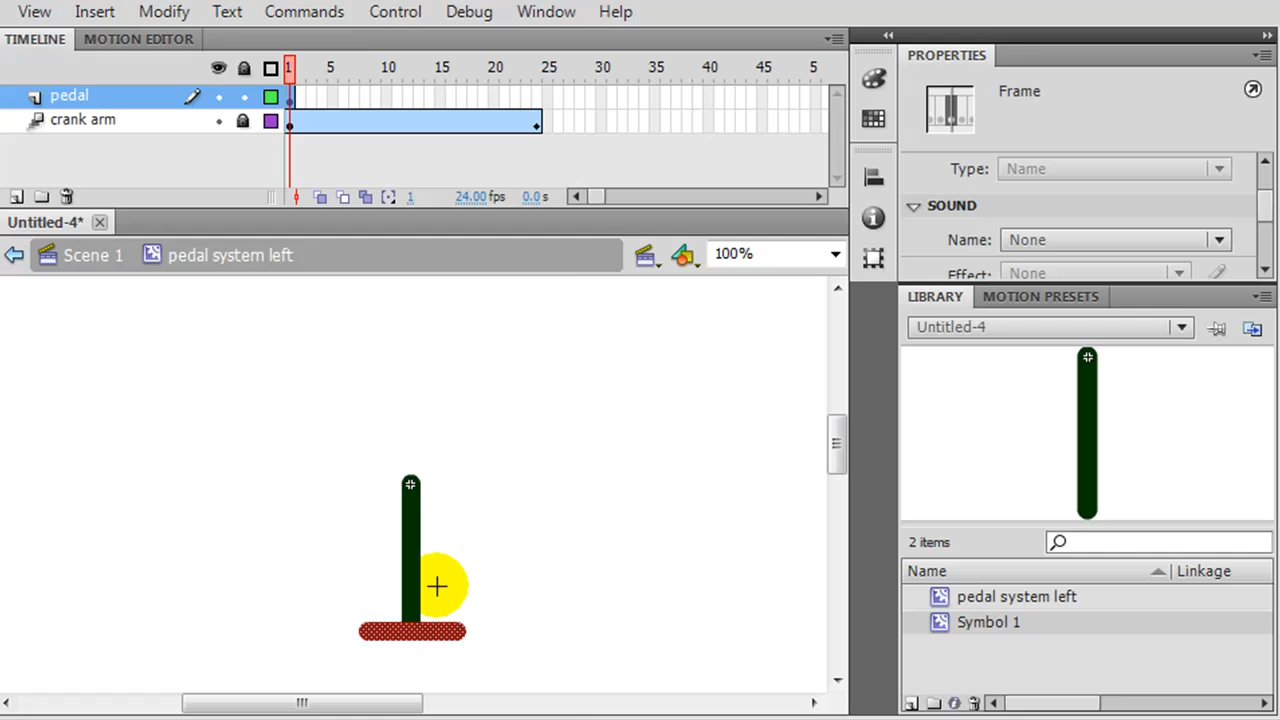 View Insert Modify Text Commands Control Debug Window Help
TIMELINE MOTION EDITOR
1 5 10 15 20 25 30 35 40 45 5
pedal
crank arm
1 24.00 fps 0.0 s
Untitled-4*
Scene 1 pedal system left 100%
PROPERTIES
Frame
Type: Name
SOUND
Name: None
Effect: None
LIBRARY MOTION PRESETS
Untitled-4
2 items
Name Linkage
pedal system left
Symbol 1